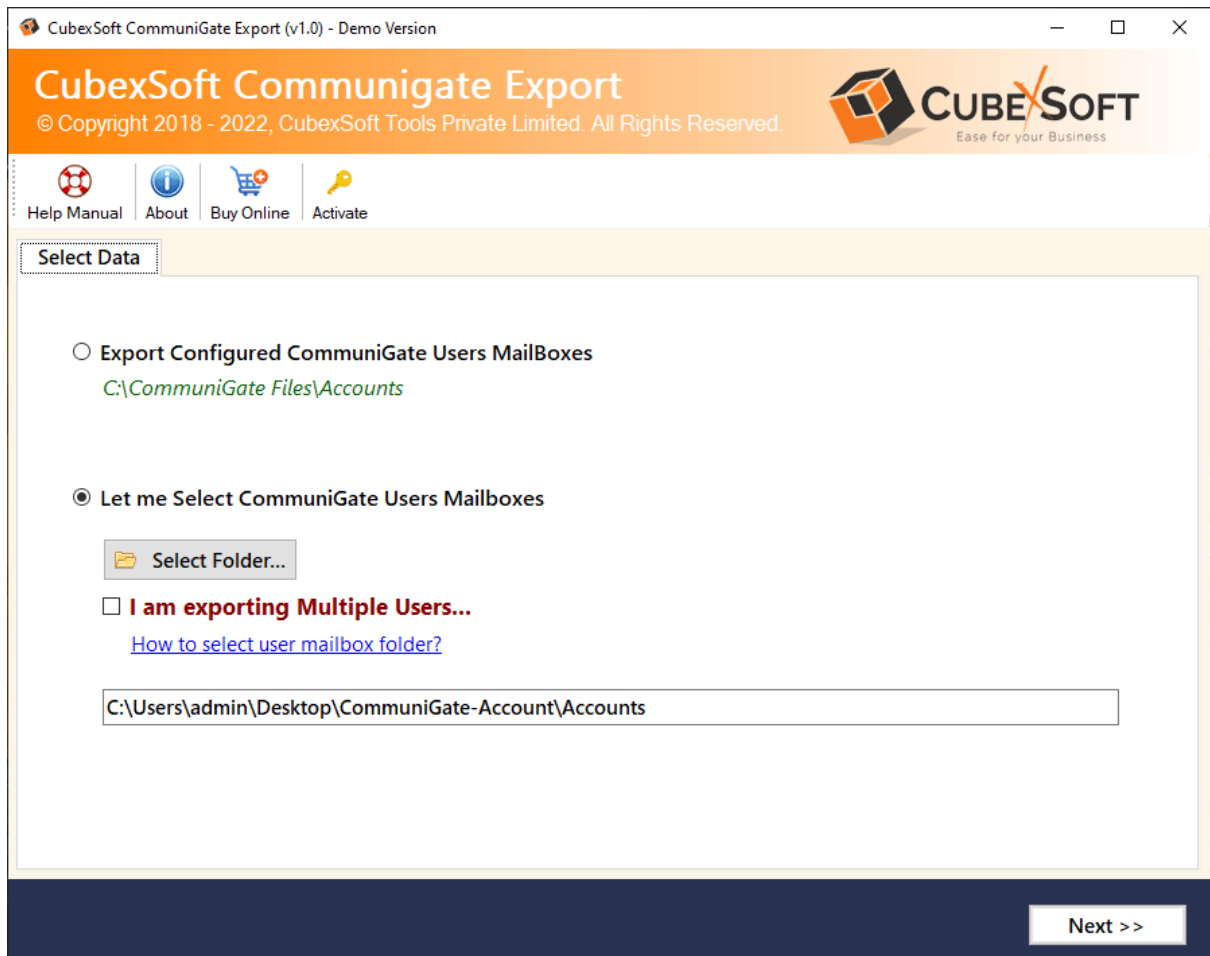 CubexSoft CommuniGate Export (v1.0) - Demo Version
CubexSoft Communigate Export
© Copyright 2018 - 2022, CubexSoft Tools Private Limited. All Rights Reserved.
CUBEXSOFT
Ease for your Business
Help Manual About Buy Online Activate
Select Data
Export Configured CommuniGate Users MailBoxes
C:\CommuniGate Files\Accounts
Let me Select CommuniGate Users Mailboxes
Select Folder...
I am exporting Multiple Users...
How to select user mailbox folder?
C:\Users\admin\Desktop\CommuniGate-Account\Accounts
Next >>